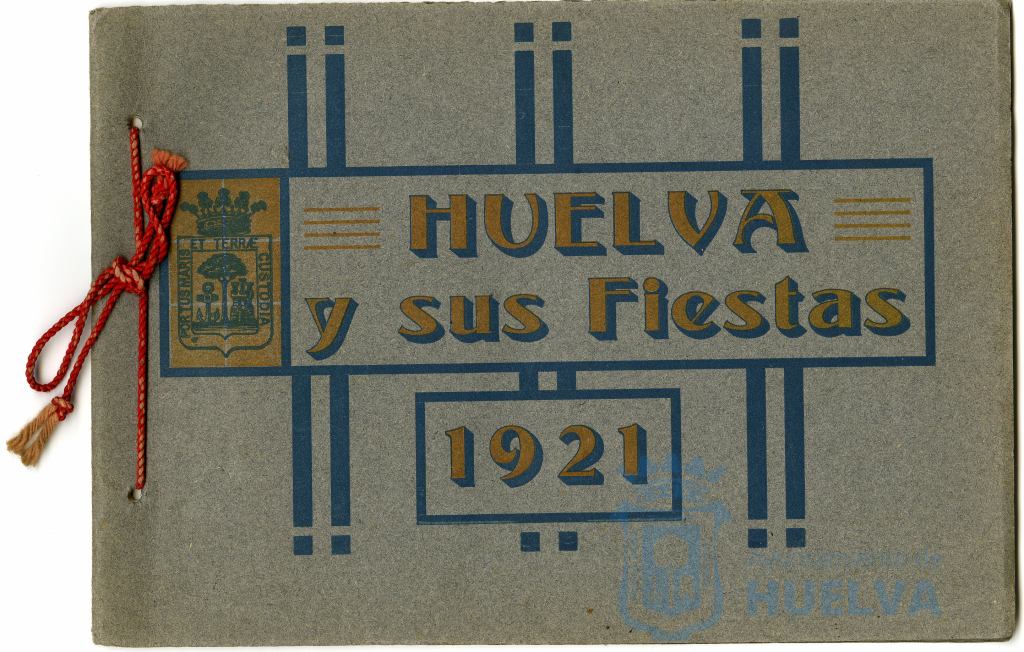 PORTUS MARIS ET TERRÆ CUSTODIA
HUELVA
y sus Fiestas
1921
Ayuntamiento de
HUELVA